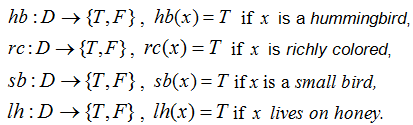 hb : D → {T,F} , hb(x) = T if x is a hummingbird,
rc : D → {T,F} , rc(x) = T if x is richly colored,
sb : D → {T,F} , sb(x) = T if x is a small bird,
lh : D → {T,F} , lh(x) = T if x lives on honey.